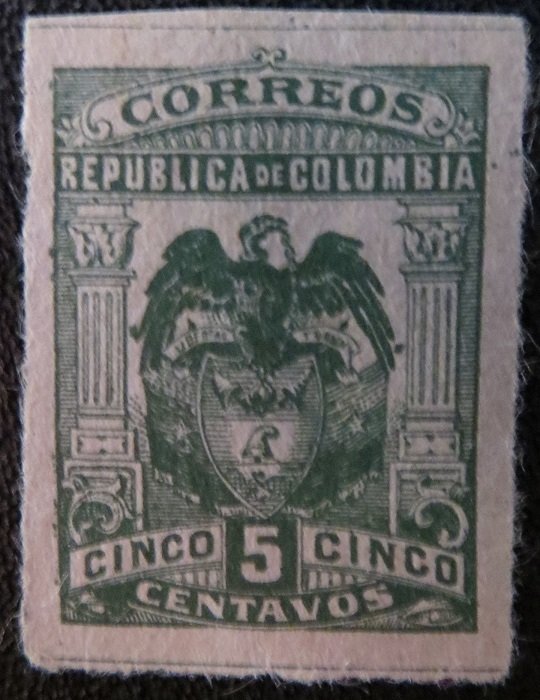 CORREOS
REPUBLICA DE COLOMBIA
CINCO 5 CINCO
CENTAVOS